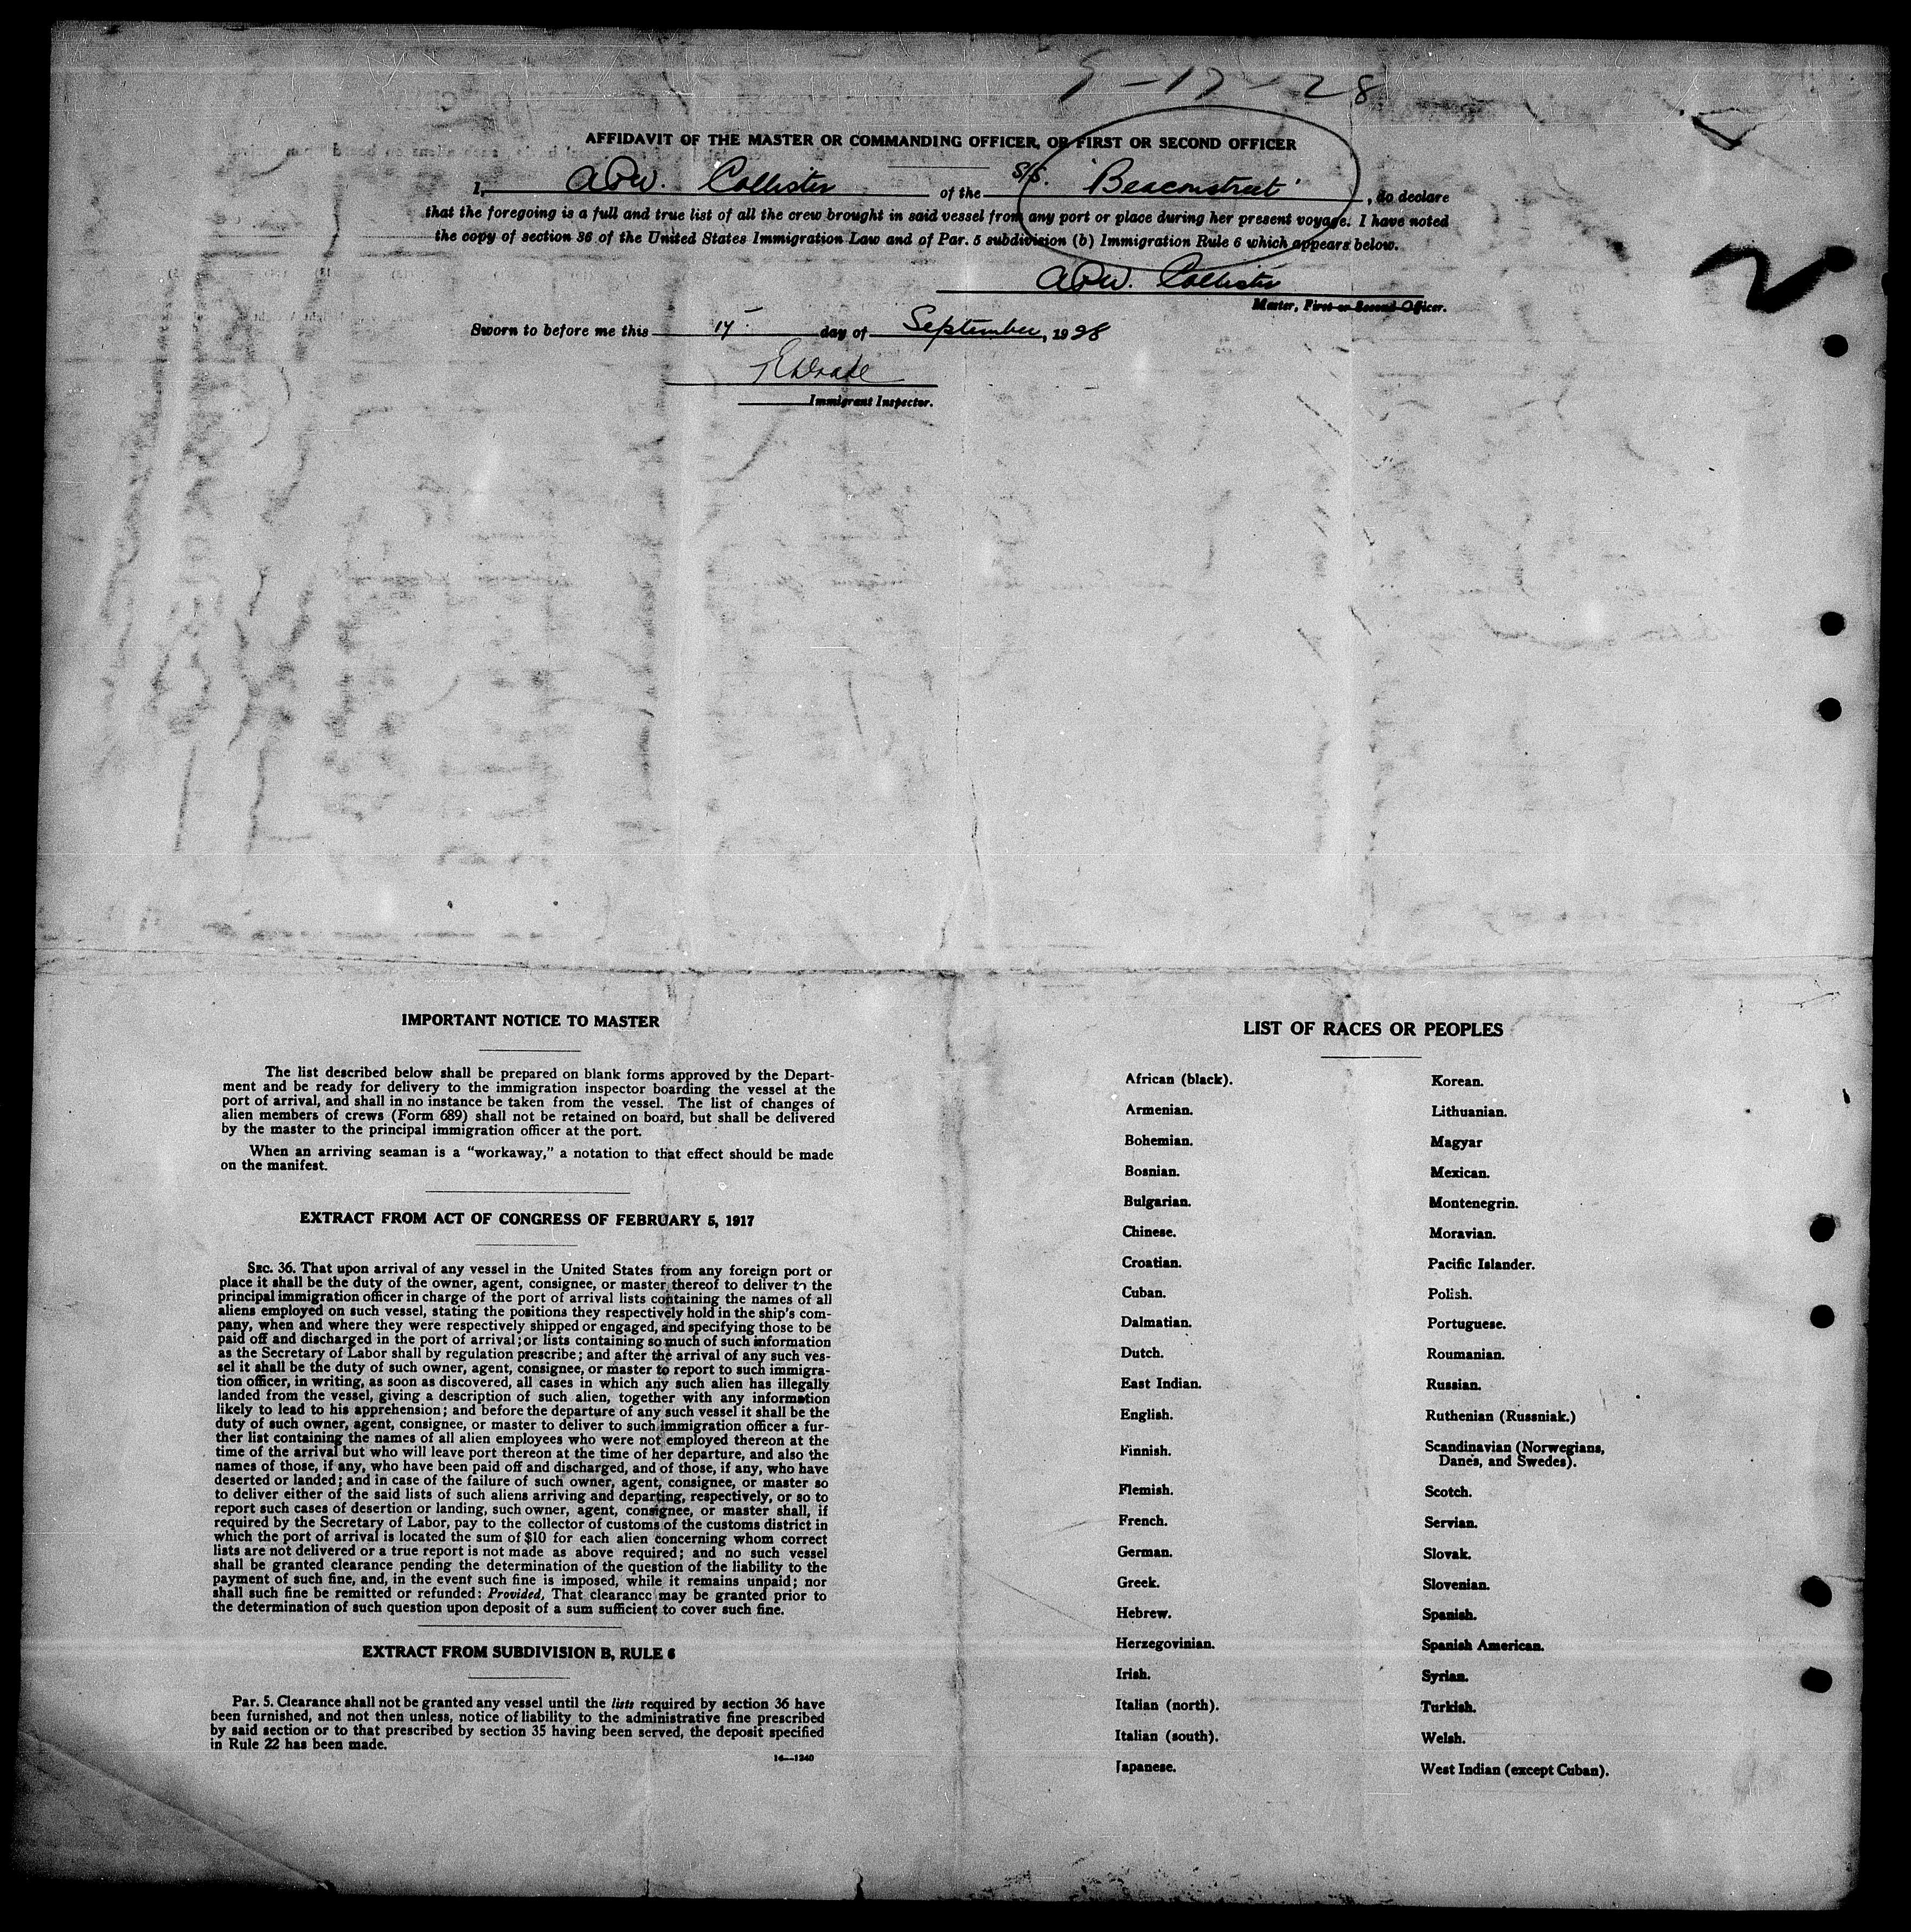 9-17-28
AFFIDAVIT OF THE MASTER OR COMMANDING OFFICER, OR FIRST OR SECOND OFFICER
I, A.P.W. Collister of the S/S. "Beaconstreet", do declare
that the foregoing is a full and true list of all the crew brought in said vessel from any port or place during her present voyage. I have noted
the copy of section 36 of the United States Immigration Law and of Par. 5 subdivision (b) Immigration Rule 6 which appears below.
A.P.W. Collister
Master, First or Second Officer.
Sworn to before me this 17 day of September, 1928
Immigrant Inspector.
IMPORTANT NOTICE TO MASTER
The list described below shall be prepared on blank forms approved by the Depart-
ment and be ready for delivery to the immigration inspector boarding the vessel at the
port of arrival, and shall in no instance be taken from the vessel. The list of changes of
alien members of crews (Form 689) shall not be retained on board, but shall be delivered
by the master to the principal immigration officer at the port.
When an arriving seaman is a “workaway,” a notation to that effect should be made
on the manifest.
EXTRACT FROM ACT OF CONGRESS OF FEBRUARY 5, 1917
SEC. 36. That upon arrival of any vessel in the United States from any foreign port or
place it shall be the duty of the owner, agent, consignee, or master thereof to deliver to the
principal immigration officer in charge of the port of arrival lists containing the names of all
aliens employed on such vessel, stating the positions they respectively hold in the ship's com-
pany, when and where they were respectively shipped or engaged, and specifying those to be
paid off and discharged in the port of arrival; or lists containing so much of such information
as the Secretary of Labor shall by regulation prescribe; and after the arrival of any such ves-
sel it shall be the duty of such owner, agent, consignee, or master to report to such immigra-
tion officer, in writing, as soon as discovered, all cases in which any such alien has illegally
landed from the vessel, giving a description of such alien, together with any information
likely to lead to his apprehension; and before the departure of any such vessel it shall be the
duty of such owner, agent, consignee, or master to deliver to such immigration officer a fur-
ther list containing the names of all alien employees who were not employed thereon at the
time of the arrival but who will leave port thereon at the time of her departure, and also the
names of those, if any, who have been paid off and discharged, and of those, if any, who have
deserted or landed; and in case of the failure of such owner, agent, consignee, or master so
to deliver either of the said lists of such aliens arriving and departing, respectively, or so to
report such cases of desertion or landing, such owner, agent, consignee, or master shall, if
required by the Secretary of Labor, pay to the collector of customs of the customs district in
which the port of arrival is located the sum of $10 for each alien concerning whom correct
lists are not delivered or a true report is not made as above required; and no such vessel
shall be granted clearance pending the determination of the question of the liability to the
payment of such fine, and, in the event such fine is imposed, while it remains unpaid; nor
shall such fine be remitted or refunded: Provided, That clearance may be granted prior to
the determination of such question upon deposit of a sum sufficient to cover such fine.
EXTRACT FROM SUBDIVISION B, RULE 6
Par. 5. Clearance shall not be granted any vessel until the lists required by section 36 have
been furnished, and not then unless, notice of liability to the administrative fine prescribed
by said section or to that prescribed by section 35 having been served, the deposit specified
in Rule 22 has been made.
14—1240
LIST OF RACES OR PEOPLES
African (black).
Armenian.
Bohemian.
Bosnian.
Bulgarian.
Chinese.
Croatian.
Cuban.
Dalmatian.
Dutch.
East Indian.
English.
Finnish.
Flemish.
French.
German.
Greek.
Hebrew.
Herzegovinian.
Irish.
Italian (north).
Italian (south).
Japanese.
Korean.
Lithuanian.
Magyar
Mexican.
Montenegrin.
Moravian.
Pacific Islander.
Polish.
Portuguese.
Roumanian.
Russian.
Ruthenian (Russniak.)
Scandinavian (Norwegians,
Danes, and Swedes).
Scotch.
Servian.
Slovak.
Slovenian.
Spanish.
Spanish American.
Syrian.
Turkish.
Welsh.
West Indian (except Cuban).